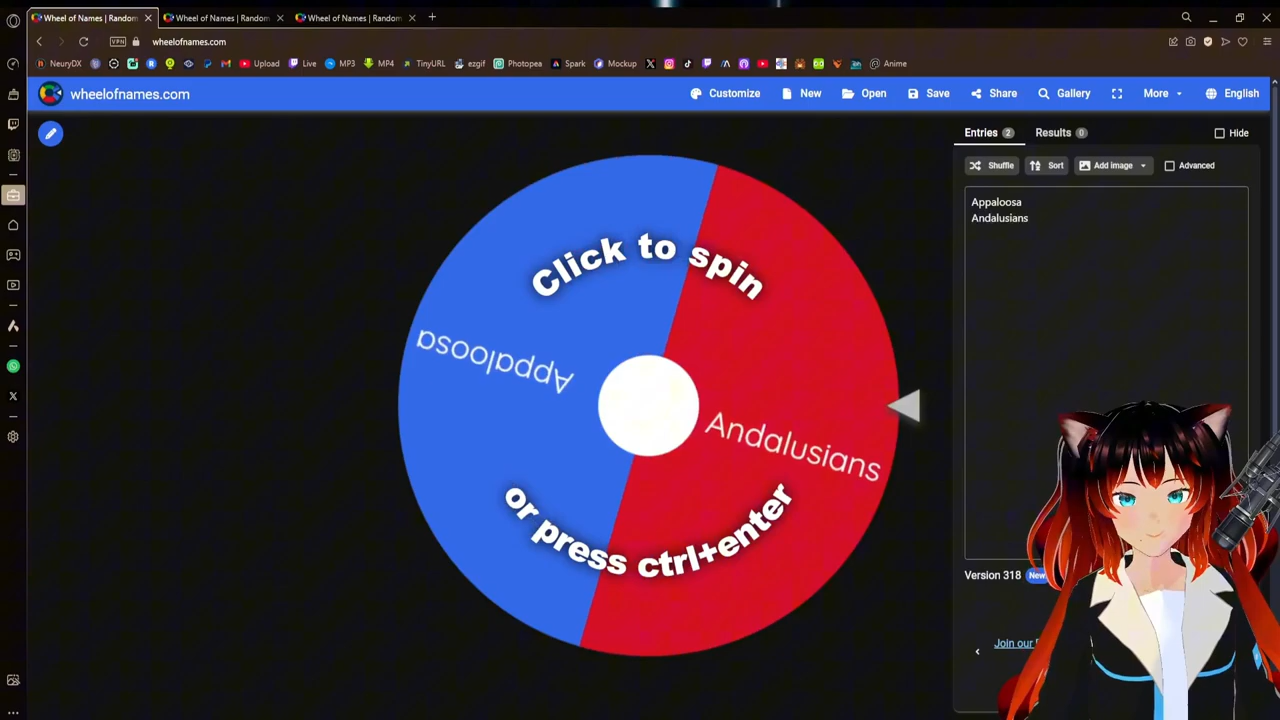 Wheel of Names | Random
Wheel of Names | Random
Wheel of Names | Random
VPN
wheelofnames.com
NeuryDX
Upload
Live
MP3
MP4
TinyURL
ezgif
Photopea
Spark
Mockup
Anime
wheelofnames.com
Customize
New
Open
Save
Share
Gallery
More
English
Entries 2
Results 0
Hide
Shuffle
Sort
Add image
Advanced
Appaloosa
Andalusians
Click to spin
Appaloosa
Andalusians
or press ctrl+enter
Version 318
New
Join our